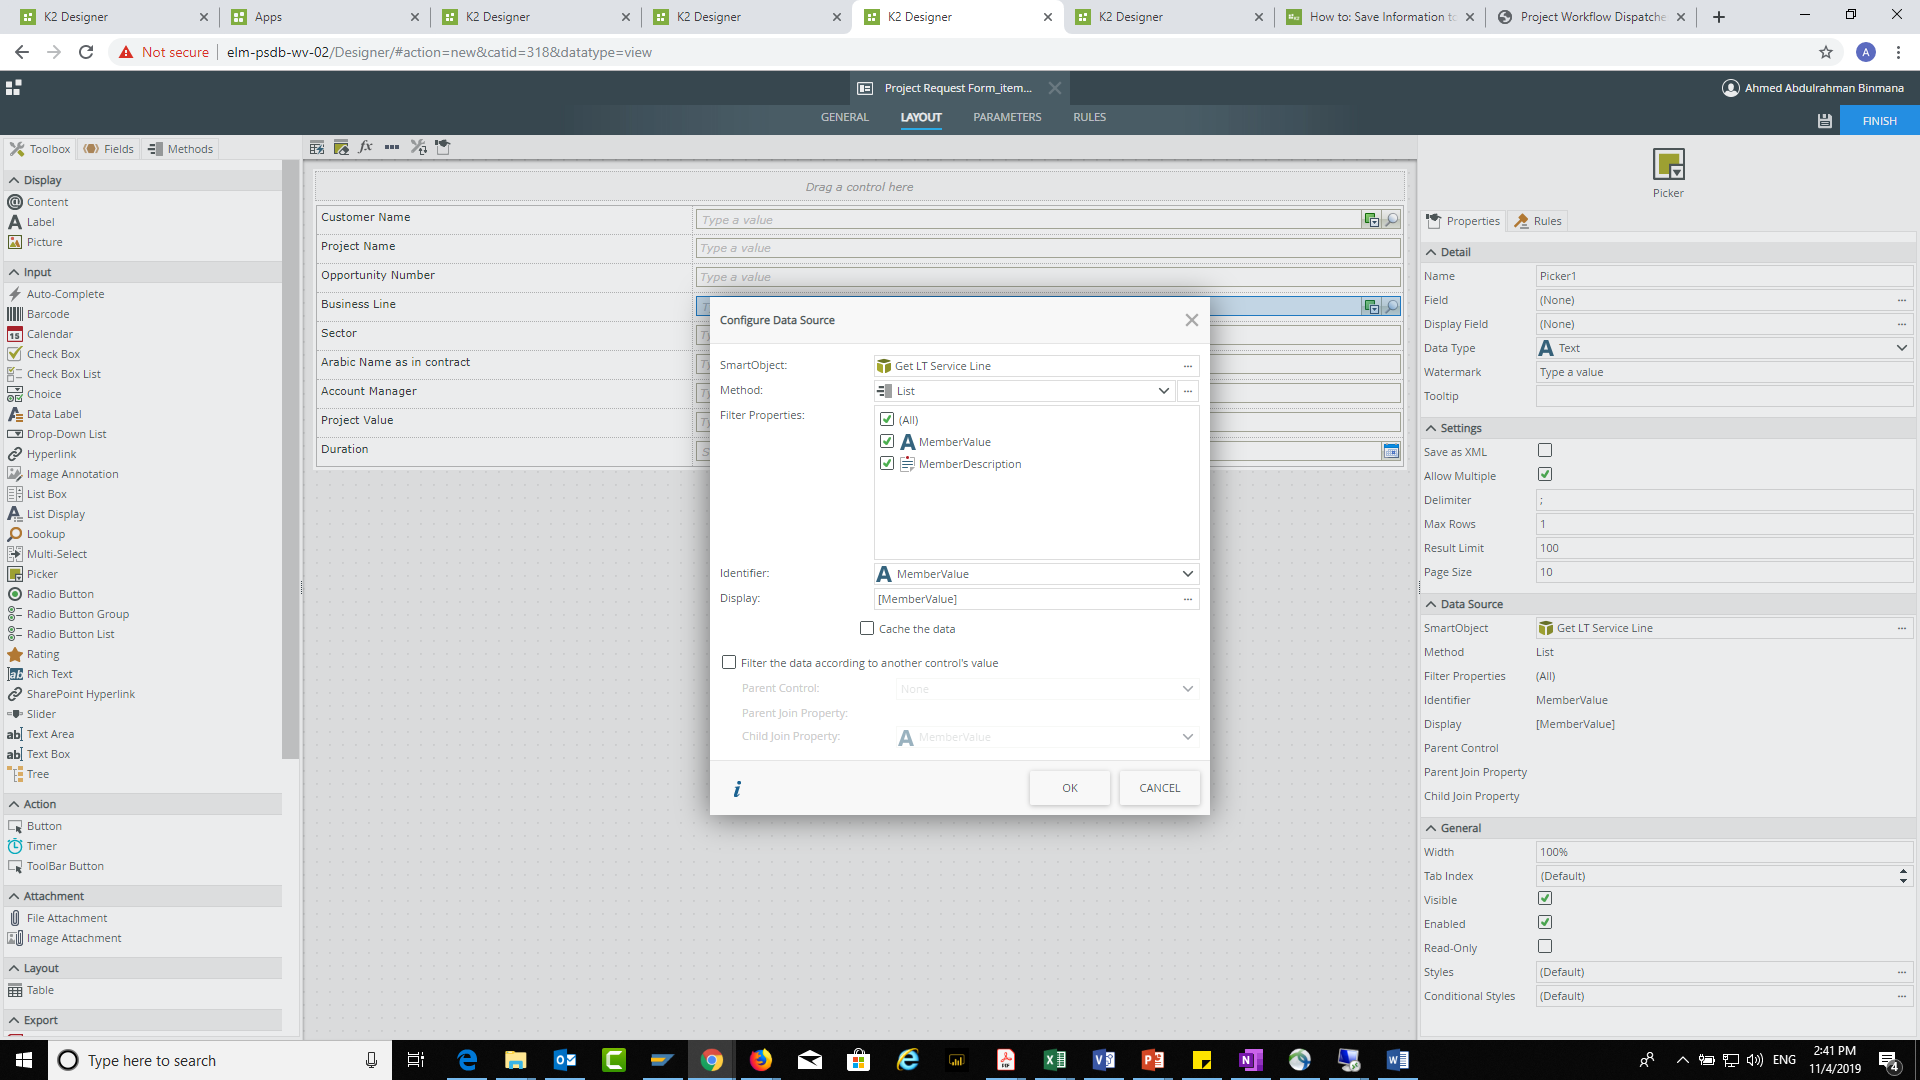 K2 Designer
Apps
K2 Designer
K2 Designer
K2 Designer
K2 Designer
How to: Save Information to
Project Workflow Dispatche
Not secure
elm-psdb-wv-02/Designer/#action=new&catid=318&datatype=view
A
Project Request Form_item...
Ahmed Abdulrahman Binmana
GENERAL
LAYOUT
PARAMETERS
RULES
FINISH
Toolbox
Fields
Methods
Display
Content
Label
Picture
Input
Auto-Complete
Barcode
Calendar
Check Box
Check Box List
Choice
Data Label
Drop-Down List
Hyperlink
Image Annotation
List Box
List Display
Lookup
Multi-Select
Picker
Radio Button
Radio Button Group
Radio Button List
Rating
Rich Text
SharePoint Hyperlink
Slider
Text Area
Text Box
Tree
Action
Button
Timer
ToolBar Button
Attachment
File Attachment
Image Attachment
Layout
Table
Export
Drag a control here
Customer Name
Type a value
Project Name
Type a value
Opportunity Number
Type a value
Business Line
Sector
Arabic Name as in contract
Account Manager
Project Value
Duration
Configure Data Source
SmartObject:
Get LT Service Line
Method:
List
Filter Properties:
(All)
MemberValue
MemberDescription
Identifier:
MemberValue
Display:
[MemberValue]
Cache the data
Filter the data according to another control's value
Parent Control:
None
Parent Join Property:
Child Join Property:
MemberValue
OK
CANCEL
Picker
Properties
Rules
Detail
Name
Picker1
Field
(None)
Display Field
(None)
Data Type
Text
Watermark
Type a value
Tooltip
Settings
Save as XML
Allow Multiple
Delimiter
;
Max Rows
1
Result Limit
100
Page Size
10
Data Source
SmartObject
Get LT Service Line
Method
List
Filter Properties
(All)
Identifier
MemberValue
Display
[MemberValue]
Parent Control
Parent Join Property
Child Join Property
General
Width
100%
Tab Index
(Default)
Visible
Enabled
Read-Only
Styles
(Default)
Conditional Styles
(Default)
Type here to search
ENG
2:41 PM
11/4/2019
4